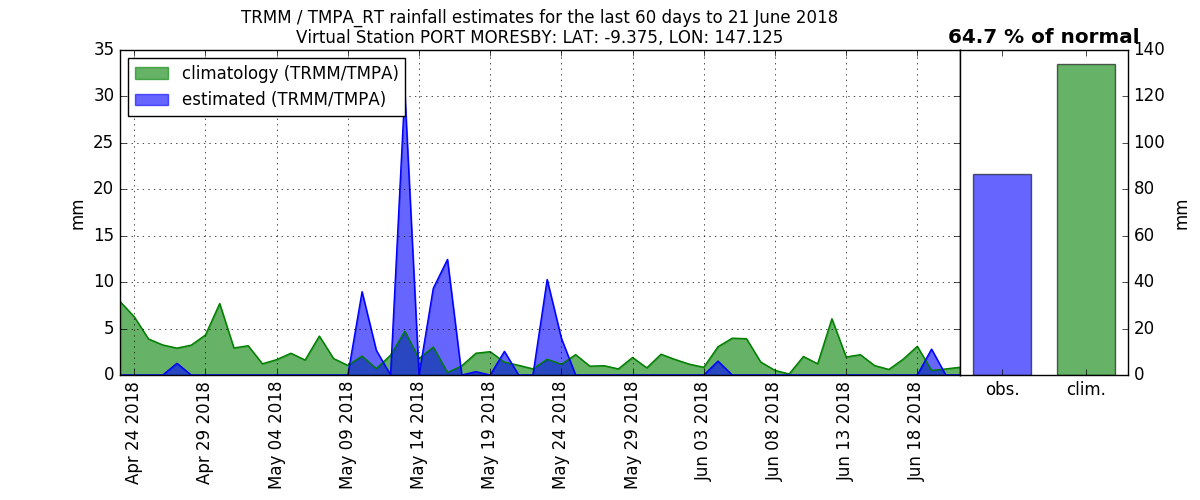 TRMM / TMPA_RT rainfall estimates for the last 60 days to 21 June 2018
Virtual Station PORT MORESBY: LAT: -9.375, LON: 147.125
64.7 % of normal
climatology (TRMM/TMPA)
estimated (TRMM/TMPA)
35
30
25
20
15
10
5
0
mm
140
120
100
80
60
40
20
0
mm
Apr 24 2018
Apr 29 2018
May 04 2018
May 09 2018
May 14 2018
May 19 2018
May 24 2018
May 29 2018
Jun 03 2018
Jun 08 2018
Jun 13 2018
Jun 18 2018
obs.
clim.